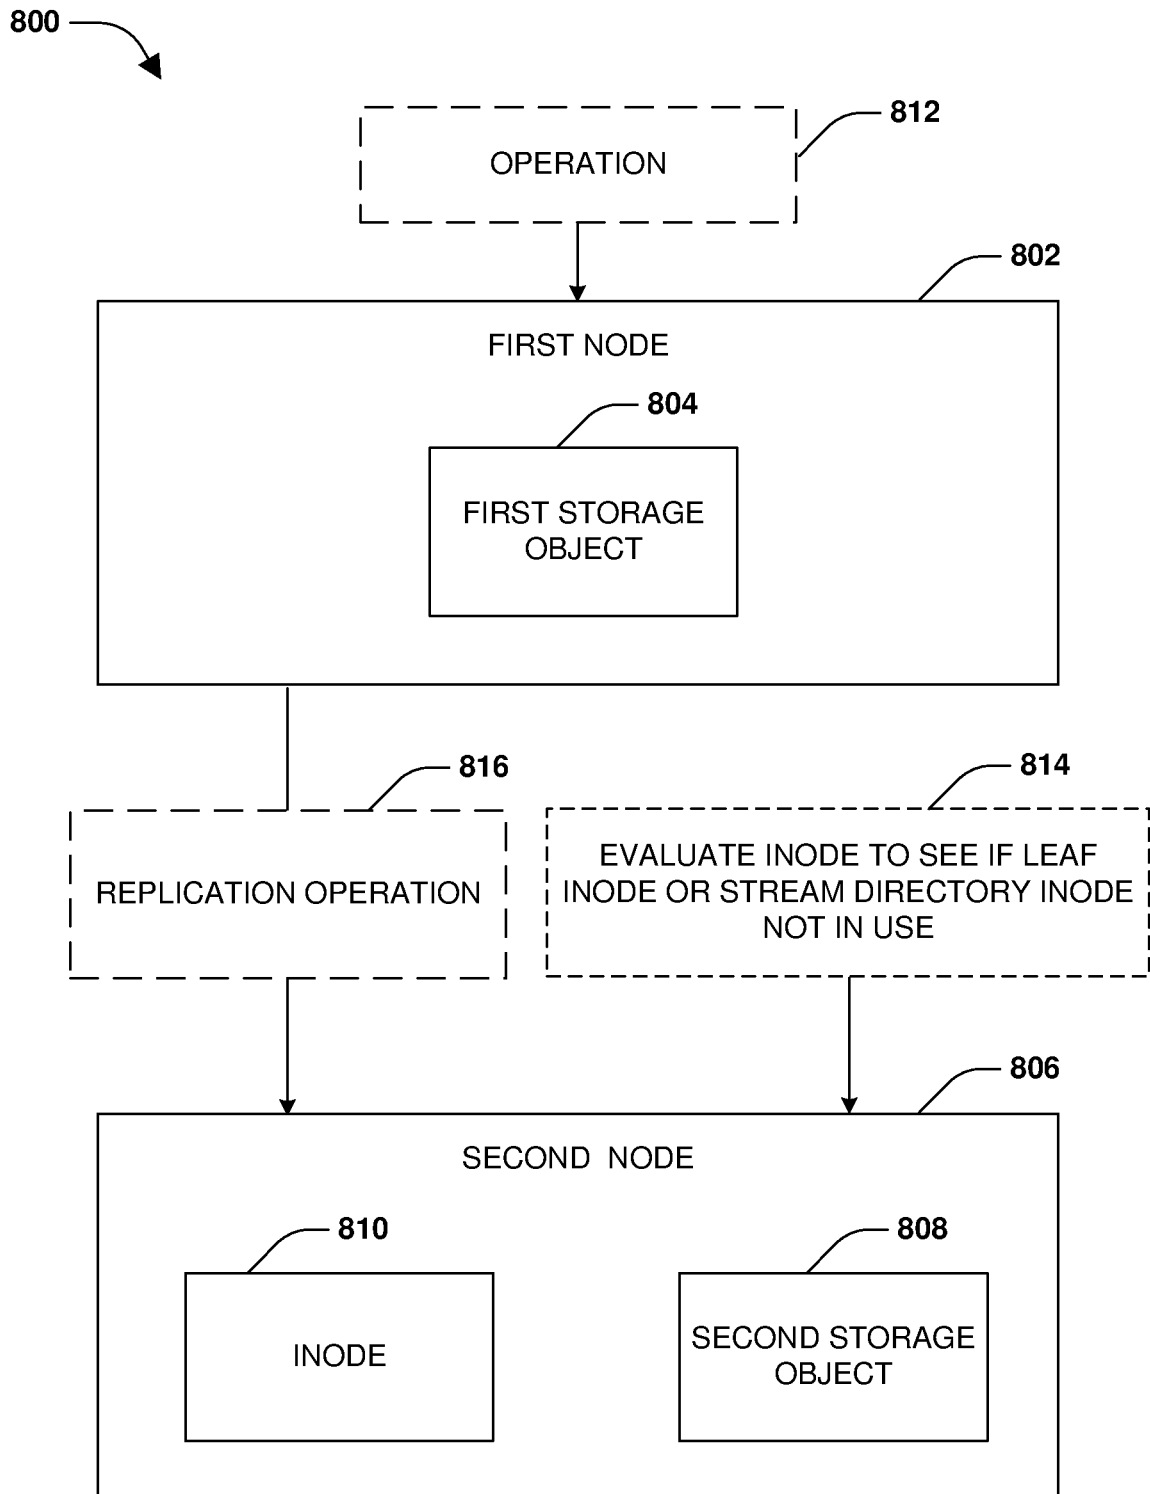 800
812
OPERATION
802
FIRST NODE
804
FIRST STORAGE
OBJECT
816
814
REPLICATION OPERATION
EVALUATE INODE TO SEE IF LEAF
INODE OR STREAM DIRECTORY INODE
NOT IN USE
806
SECOND NODE
810
808
INODE
SECOND STORAGE
OBJECT